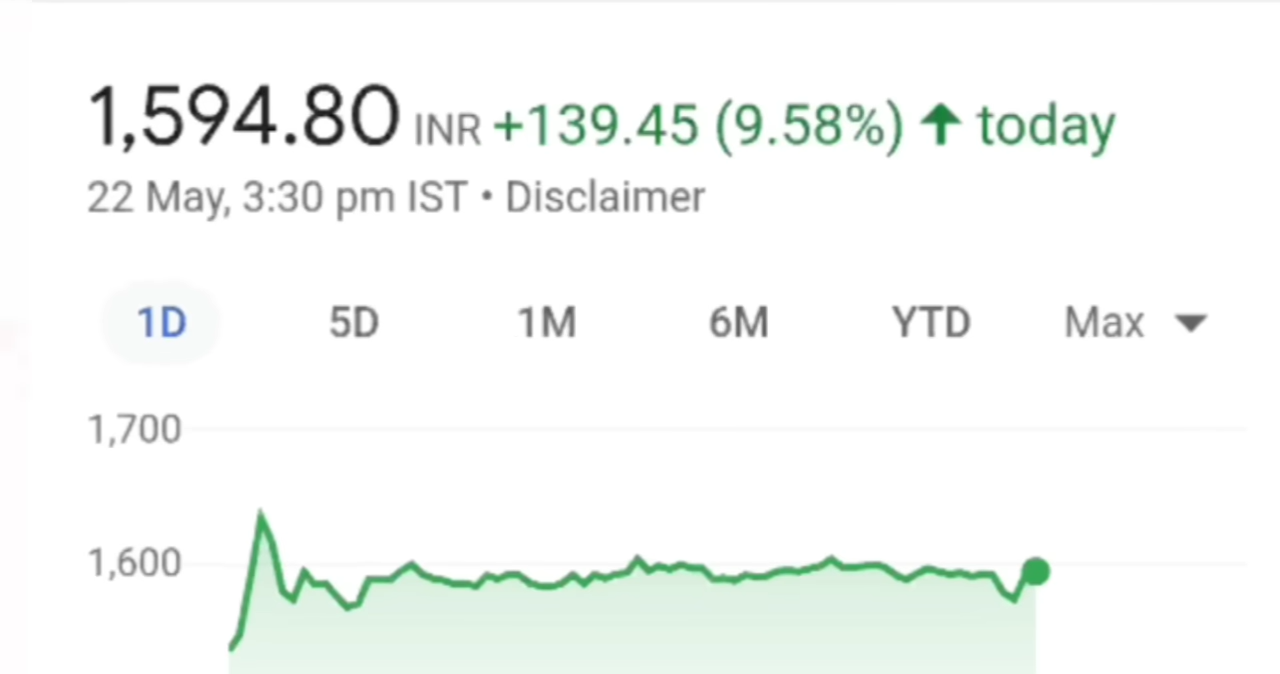 1,594.80 INR +139.45 (9.58%) ↑ today
22 May, 3:30 pm IST • Disclaimer
1D 5D 1M 6M YTD Max
1,700
1,600